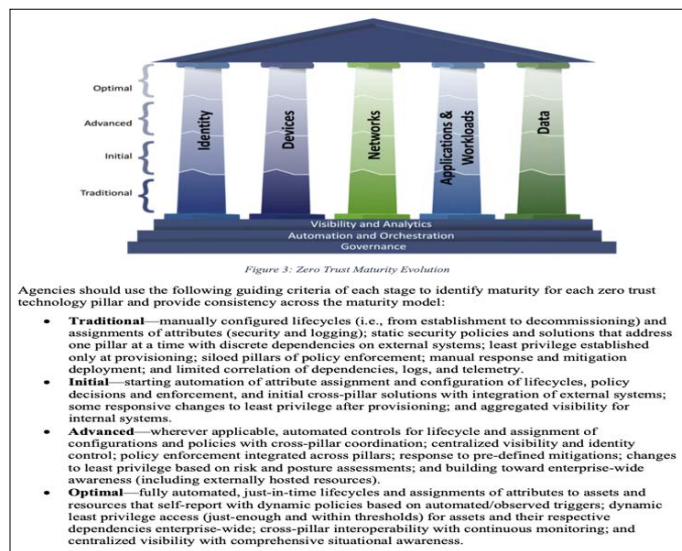 Optimal
Advanced
Initial
Traditional
Identity
Devices
Networks
Applications &
Workloads
Data
Visibility and Analytics
Automation and Orchestration
Governance
Figure 3: Zero Trust Maturity Evolution
Agencies should use the following guiding criteria of each stage to identify maturity for each zero trust
technology pillar and provide consistency across the maturity model:
• Traditional—manually configured lifecycles (i.e., from establishment to decommissioning) and
assignments of attributes (security and logging); static security policies and solutions that address
one pillar at a time with discrete dependencies on external systems; least privilege established
only at provisioning; siloed pillars of policy enforcement; manual response and mitigation
deployment; and limited correlation of dependencies, logs, and telemetry.
• Initial—starting automation of attribute assignment and configuration of lifecycles, policy
decisions and enforcement, and initial cross-pillar solutions with integration of external systems;
some responsive changes to least privilege after provisioning; and aggregated visibility for
internal systems.
• Advanced—wherever applicable, automated controls for lifecycle and assignment of
configurations and policies with cross-pillar coordination; centralized visibility and identity
control; policy enforcement integrated across pillars; response to pre-defined mitigations; changes
to least privilege based on risk and posture assessments; and building toward enterprise-wide
awareness (including externally hosted resources).
• Optimal—fully automated, just-in-time lifecycles and assignments of attributes to assets and
resources that self-report with dynamic policies based on automated/observed triggers; dynamic
least privilege access (just-enough and within thresholds) for assets and their respective
dependencies enterprise-wide; cross-pillar interoperability with continuous monitoring; and
centralized visibility with comprehensive situational awareness.